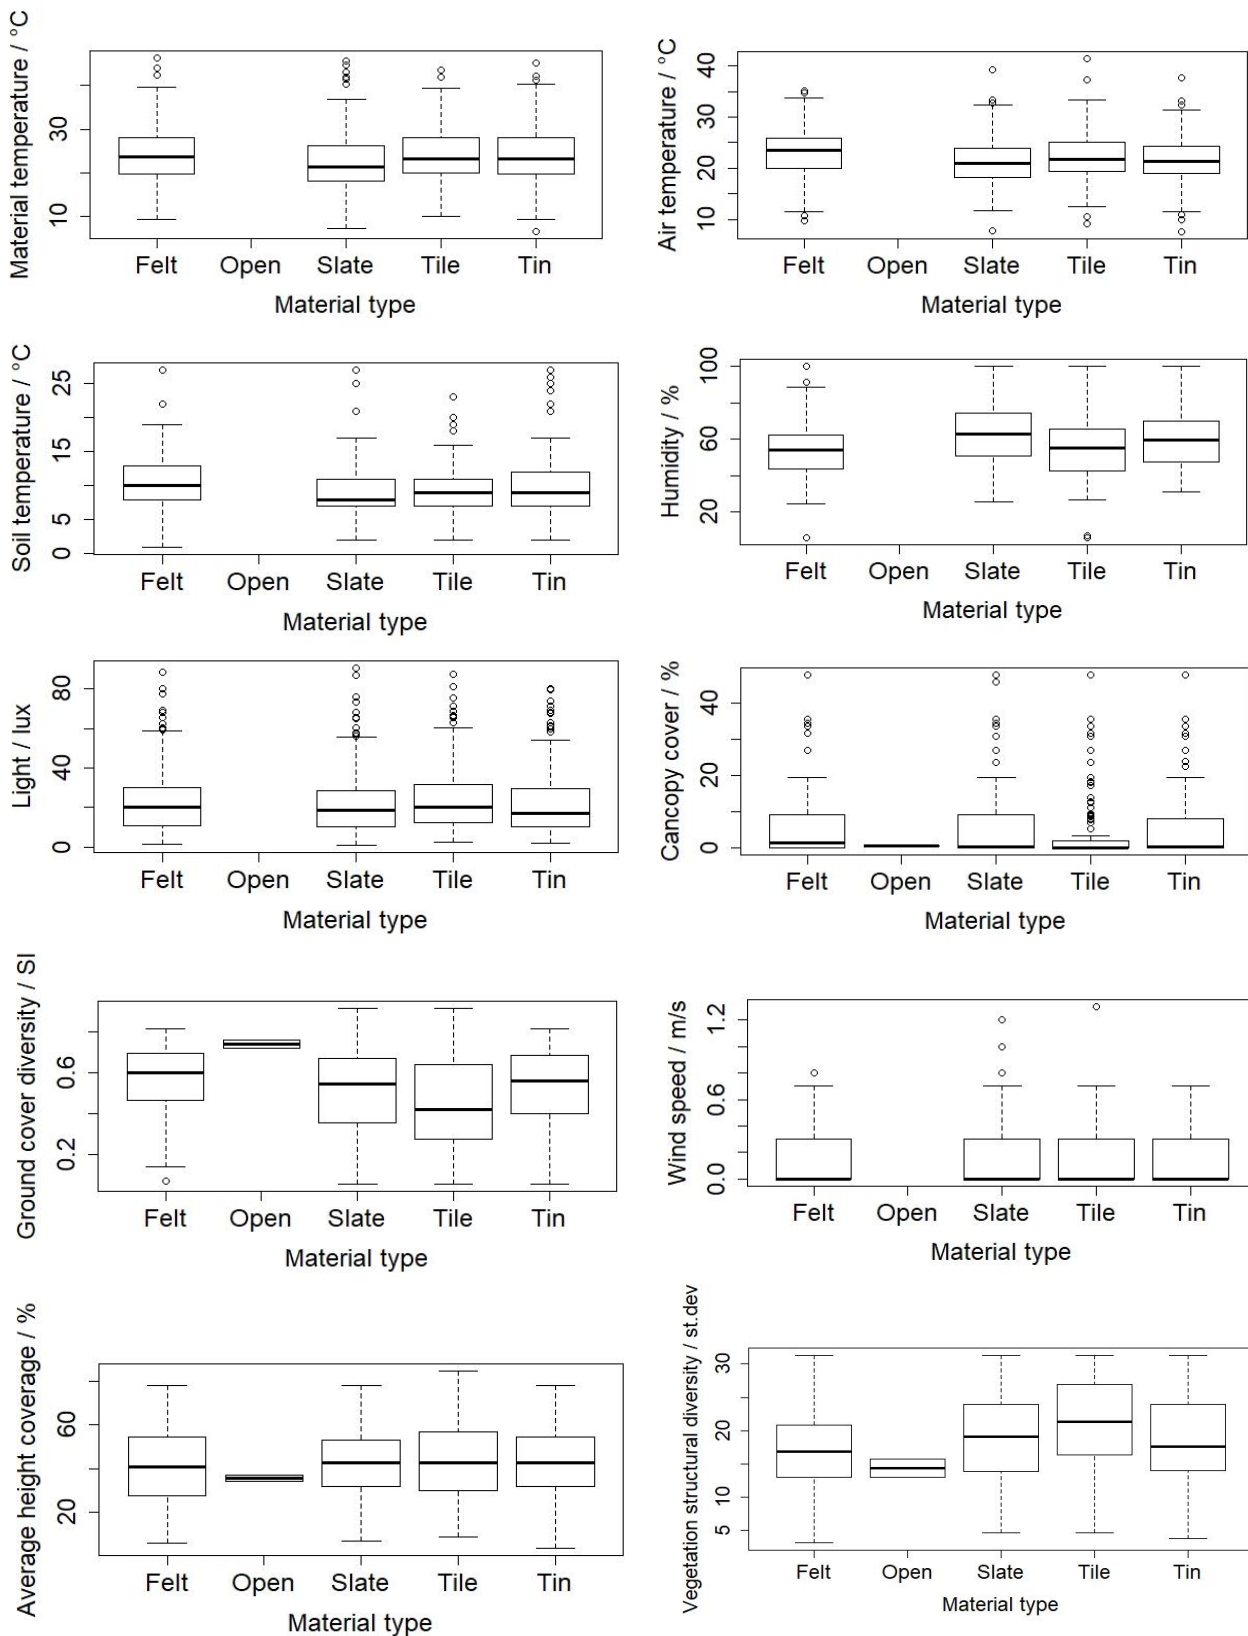 Material temperature / °C
30
10
Felt Open Slate Tile Tin
Material type
Air temperature / °C
40
30
20
10
Felt Open Slate Tile Tin
Material type
Soil temperature / °C
25
15
5
0
Felt Open Slate Tile Tin
Material type
Humidity / %
100
60
20
Felt Open Slate Tile Tin
Material type
Light / lux
80
40
0
Felt Open Slate Tile Tin
Material type
Cancopy cover / %
40
20
0
Felt Open Slate Tile Tin
Material type
Ground cover diversity / SI
0.6
0.2
Felt Open Slate Tile Tin
Material type
Wind speed / m/s
1.2
0.6
0.0
Felt Open Slate Tile Tin
Material type
Average height coverage / %
60
20
Felt Open Slate Tile Tin
Material type
Vegetation structural diversity / st.dev
30
20
10
5
Felt Open Slate Tile Tin
Material type